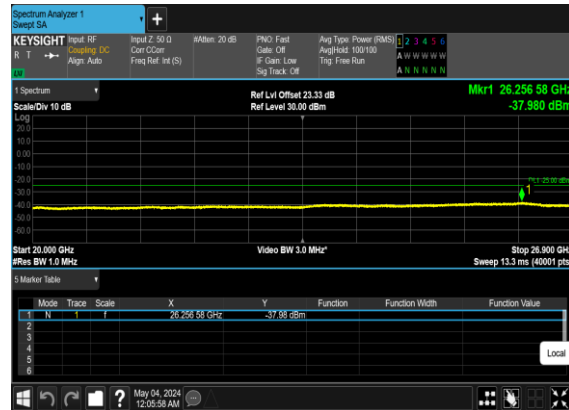 Spectrum Analyzer 1
Swept SA
+
KEYSIGHT Input: RF Input Z: 50 Ω #Atten: 20 dB PNO: Fast Avg Type: Power (RMS) 1 2 3 4 5 6
R T Coupling: DC Corr CCorr Gate: Off Avg|Hold: 100/100 A W W W W W
Align: Auto Freq Ref: Int (S) IF Gain: Low Trig: Free Run
Sig Track: Off A N N N N N
LXI
1 Spectrum Ref Lvl Offset 23.33 dB Mkr1 26.256 58 GHz
Scale/Div 10 dB Ref Level 30.00 dBm -37.980 dBm
Log
20.0
10.0
0.00
-10.0
-20.0
DL1 -25.00 dBm
-30.0
1
-40.0
-50.0
-60.0
Start 20.000 GHz Video BW 3.0 MHz* Stop 26.900 GHz
#Res BW 1.0 MHz Sweep 13.3 ms (40001 pts)
5 Marker Table
Mode Trace Scale X Y Function Function Width Function Value
1 N 1 f 26.256 58 GHz -37.98 dBm
2
3
4
5
6
Local
?
May 04, 2024
12:05:58 AM